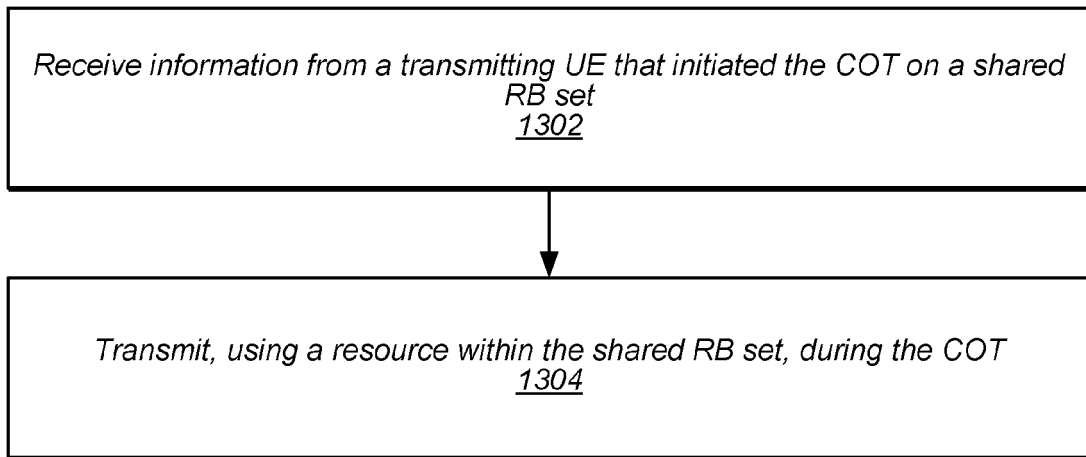 Receive information from a transmitting UE that initiated the COT on a shared
RB set
1302
Transmit, using a resource within the shared RB set, during the COT
1304